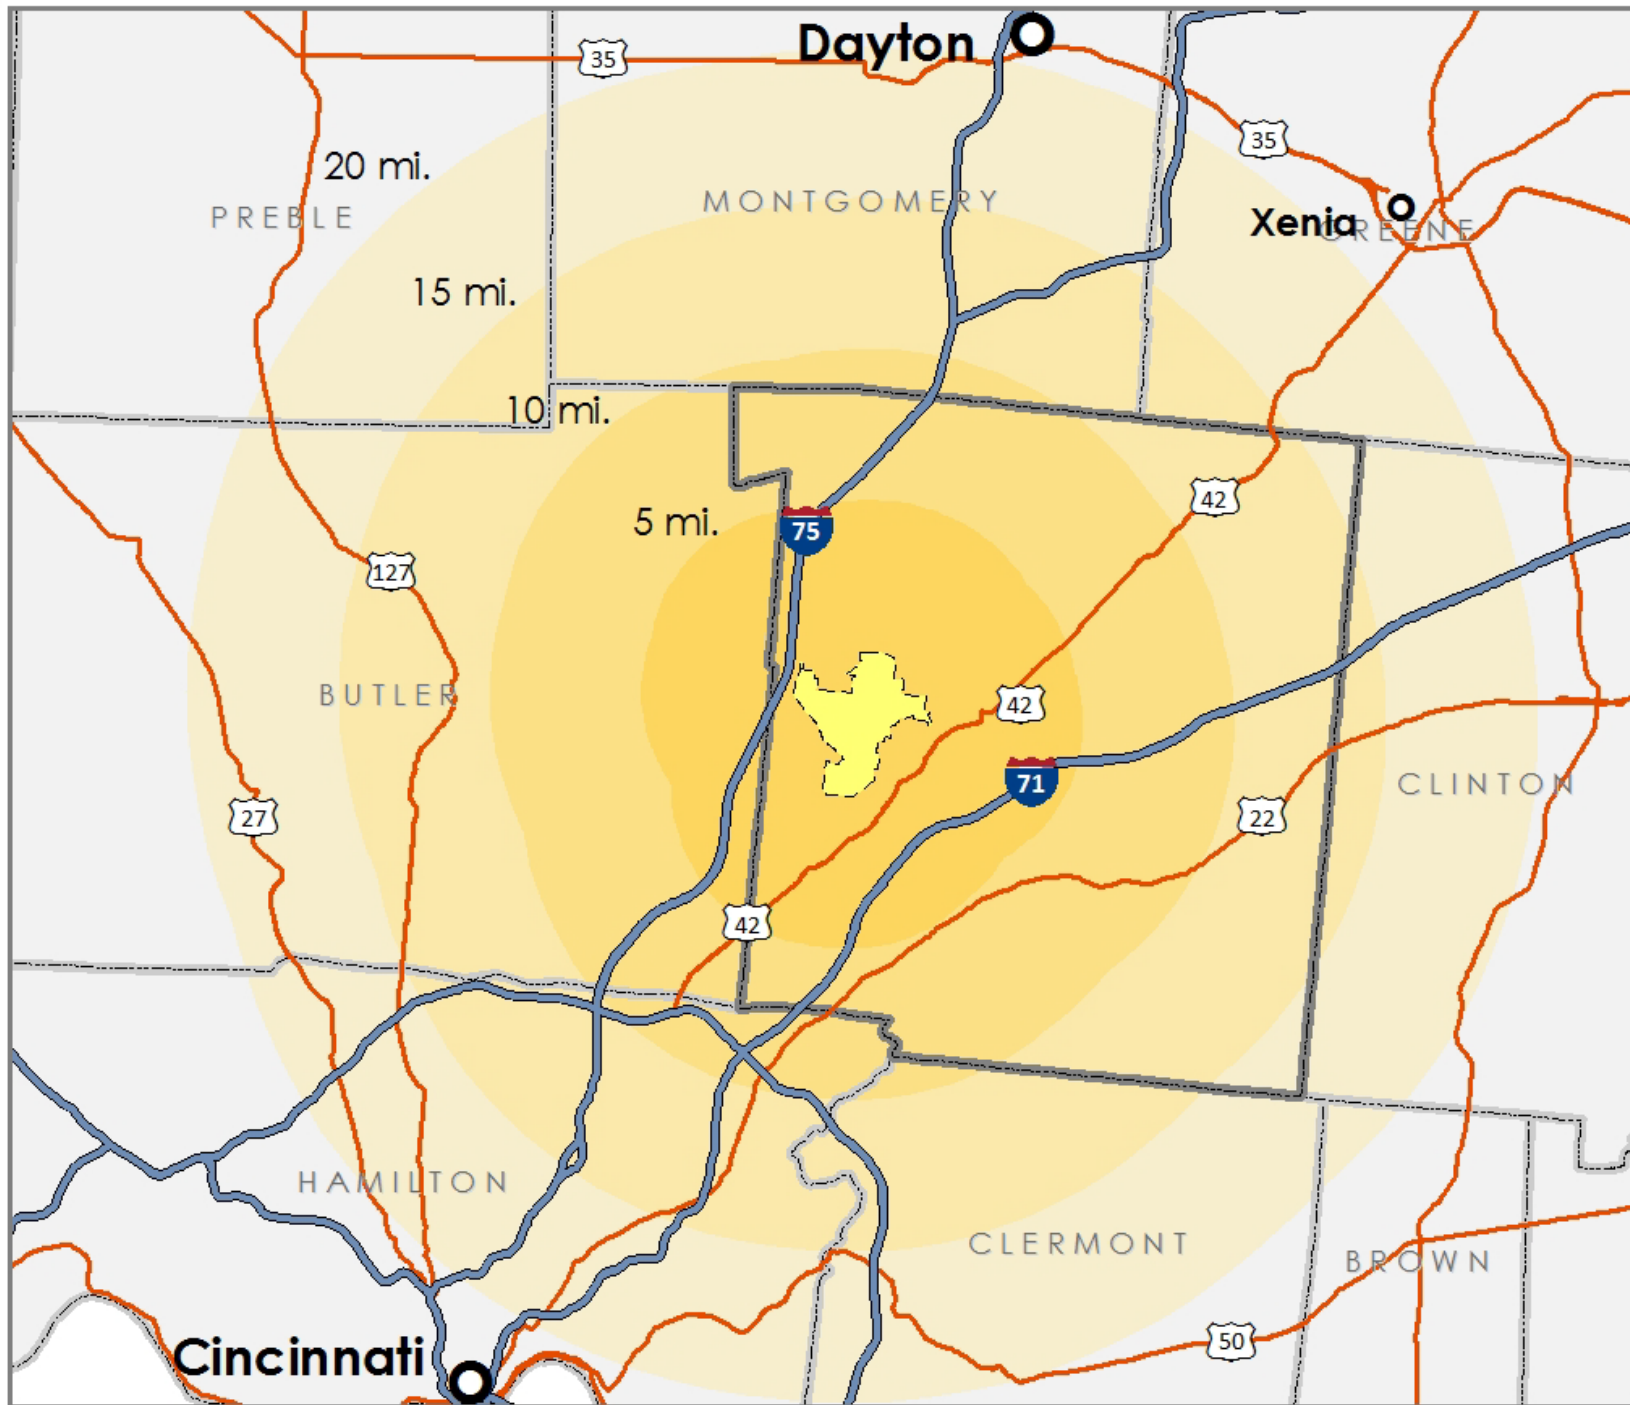 Dayton
35
35
20 mi.
MONTGOMERY
PREBLE
Xenia
GREENE
15 mi.
10 mi.
42
5 mi.
75
127
BUTLER
42
71
CLINTON
27
22
42
HAMILTON
CLERMONT
BROWN
50
Cincinnati